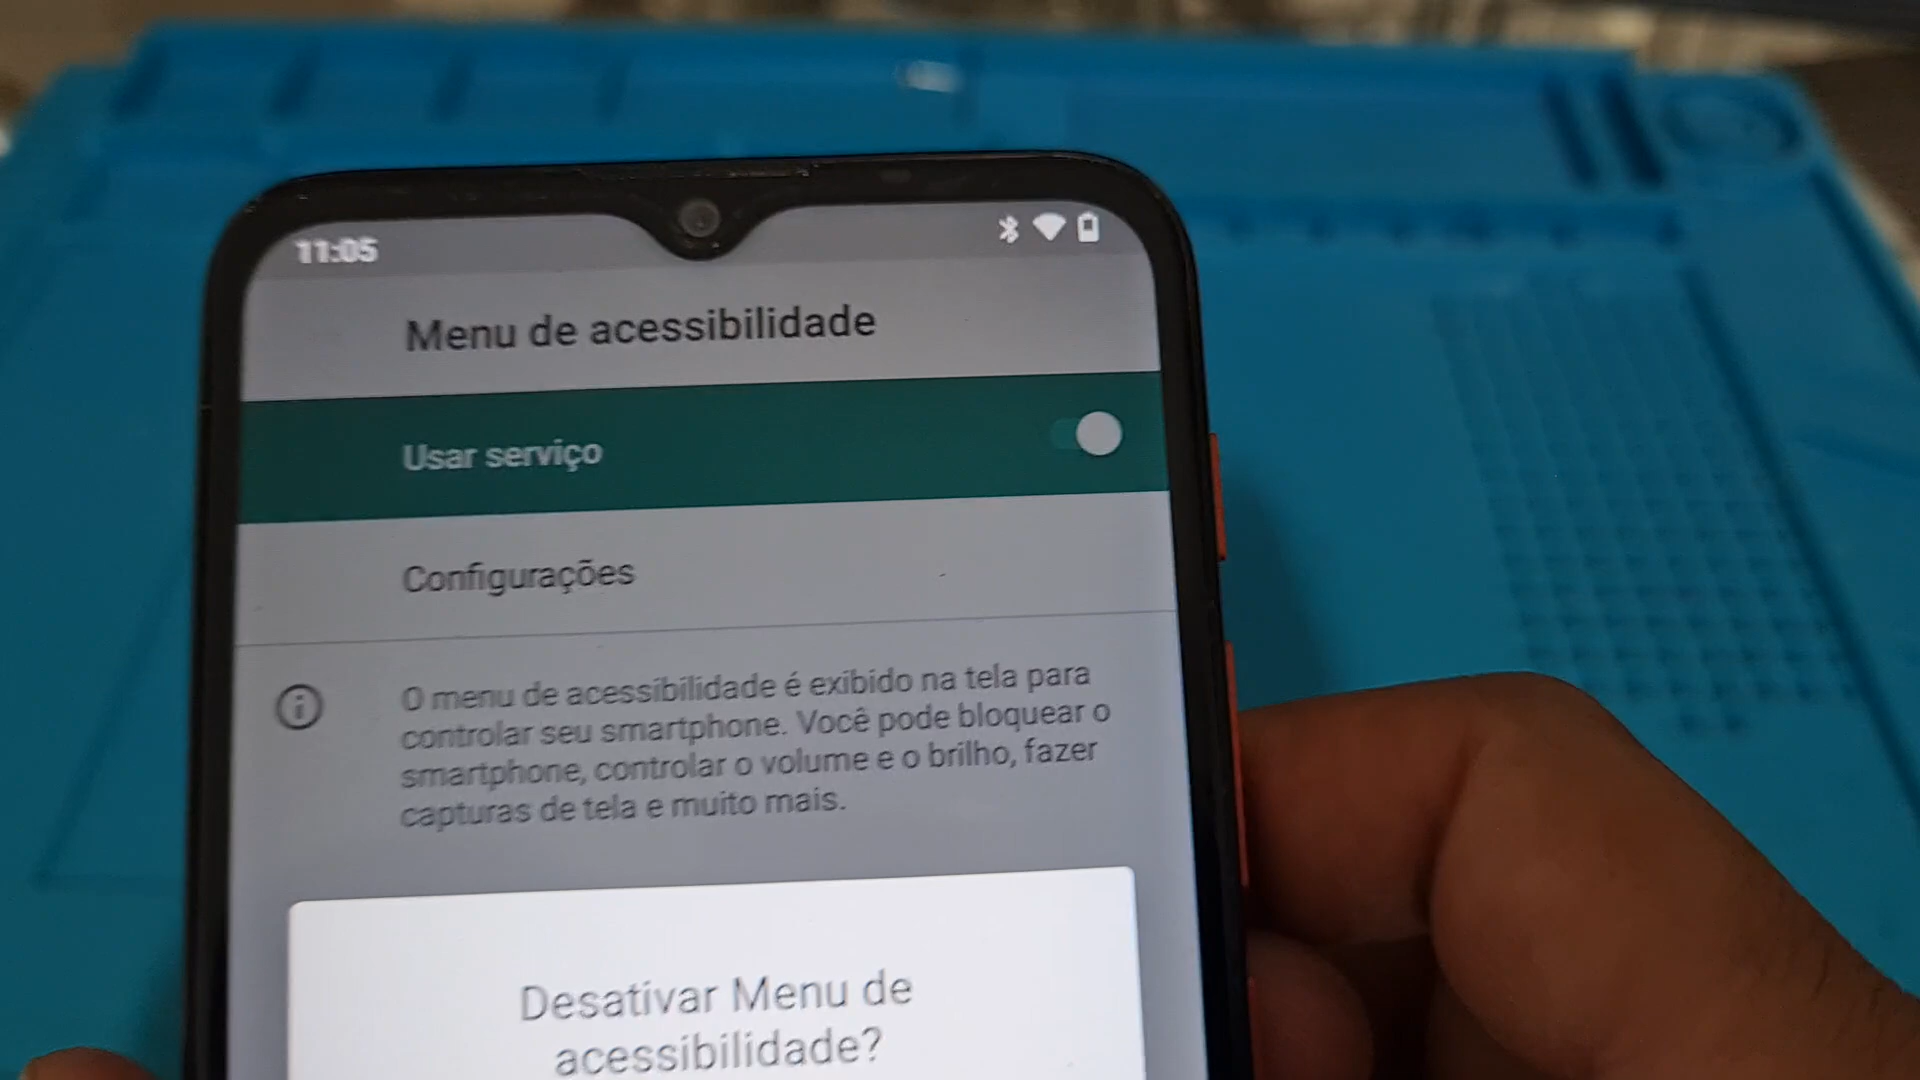 11:05
Menu de acessibilidade
Usar serviço
Configurações
O menu de acessibilidade é exibido na tela para
controlar seu smartphone. Você pode bloquear o
smartphone, controlar o volume e o brilho, fazer
capturas de tela e muito mais.
Desativar Menu de
acessibilidade?